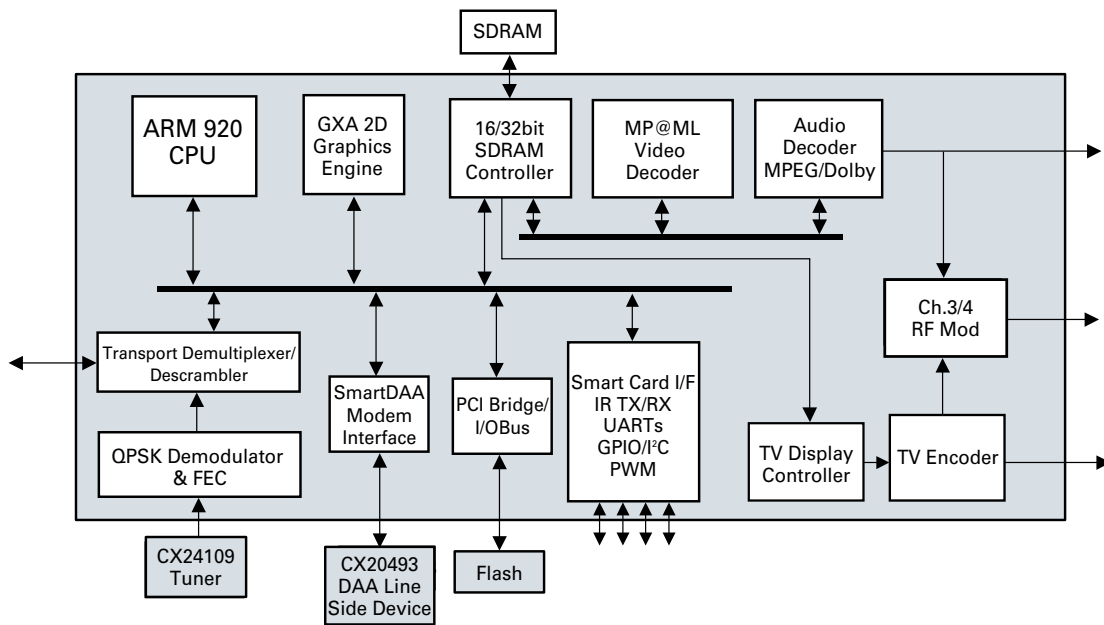 SDRAM
ARM 920
CPU
GXA 2D
Graphics
Engine
16/32bit
SDRAM
Controller
MP@ML
Video
Decoder
Audio
Decoder
MPEG/Dolby
Ch.3/4
RF Mod
Transport Demultiplexer/
Descrambler
SmartDAA
Modem
Interface
PCI Bridge/
I/OBus
Smart Card I/F
IR TX/RX
UARTs
GPIO/I²C
PWM
QPSK Demodulator
& FEC
TV Display
Controller
TV Encoder
CX24109
Tuner
CX20493
DAA Line
Side Device
Flash